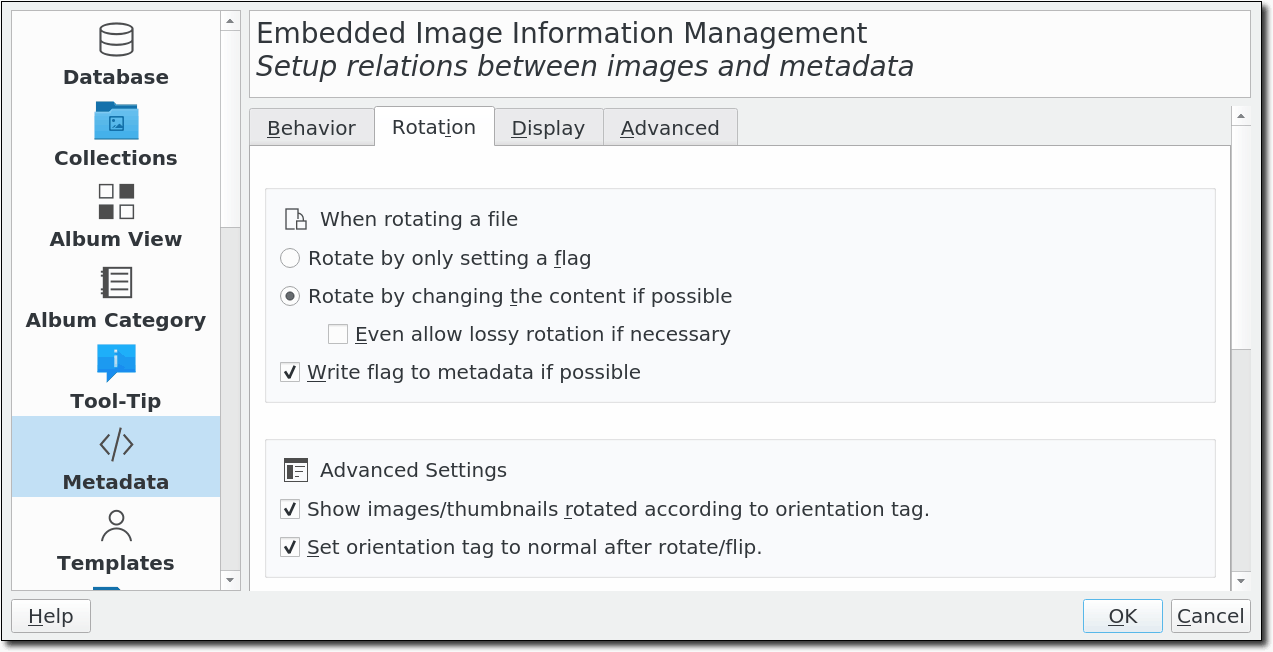 Database
Collections
Album View
Album Category
Tool-Tip
Metadata
Templates
Embedded Image Information Management
Setup relations between images and metadata
Behavior
Rotation
Display
Advanced
When rotating a file
Rotate by only setting a flag
Rotate by changing the content if possible
Even allow lossy rotation if necessary
Write flag to metadata if possible
Advanced Settings
Show images/thumbnails rotated according to orientation tag.
Set orientation tag to normal after rotate/flip.
Help
OK
Cancel